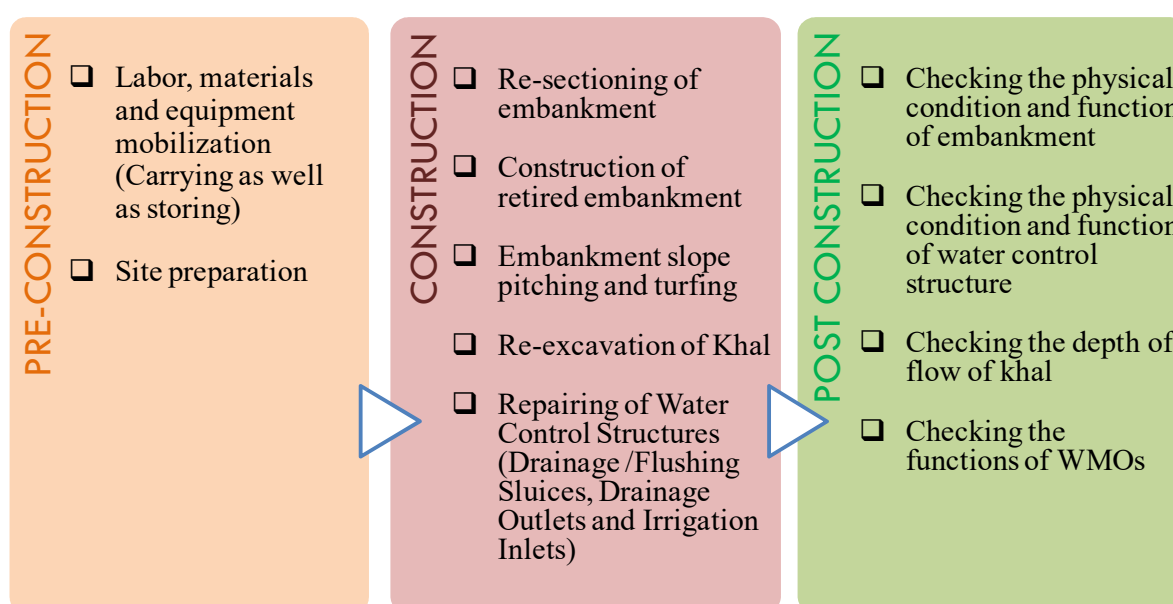 PRE-CONSTRUCTION
❑ Labor, materials
and equipment
mobilization
(Carrying as well
as storing)
❑ Site preparation
CONSTRUCTION
❑ Re-sectioning of
embankment
❑ Construction of
retired embankment
❑ Embankment slope
pitching and turfing
❑ Re-excavation of Khal
❑ Repairing of Water
Control Structures
(Drainage /Flushing
Sluices, Drainage
Outlets and Irrigation
Inlets)
POST CONSTRUCTION
❑ Checking the physical
condition and function
of embankment
❑ Checking the physical
condition and function
of water control
structure
❑ Checking the depth of
flow of khal
❑ Checking the
functions of WMOs